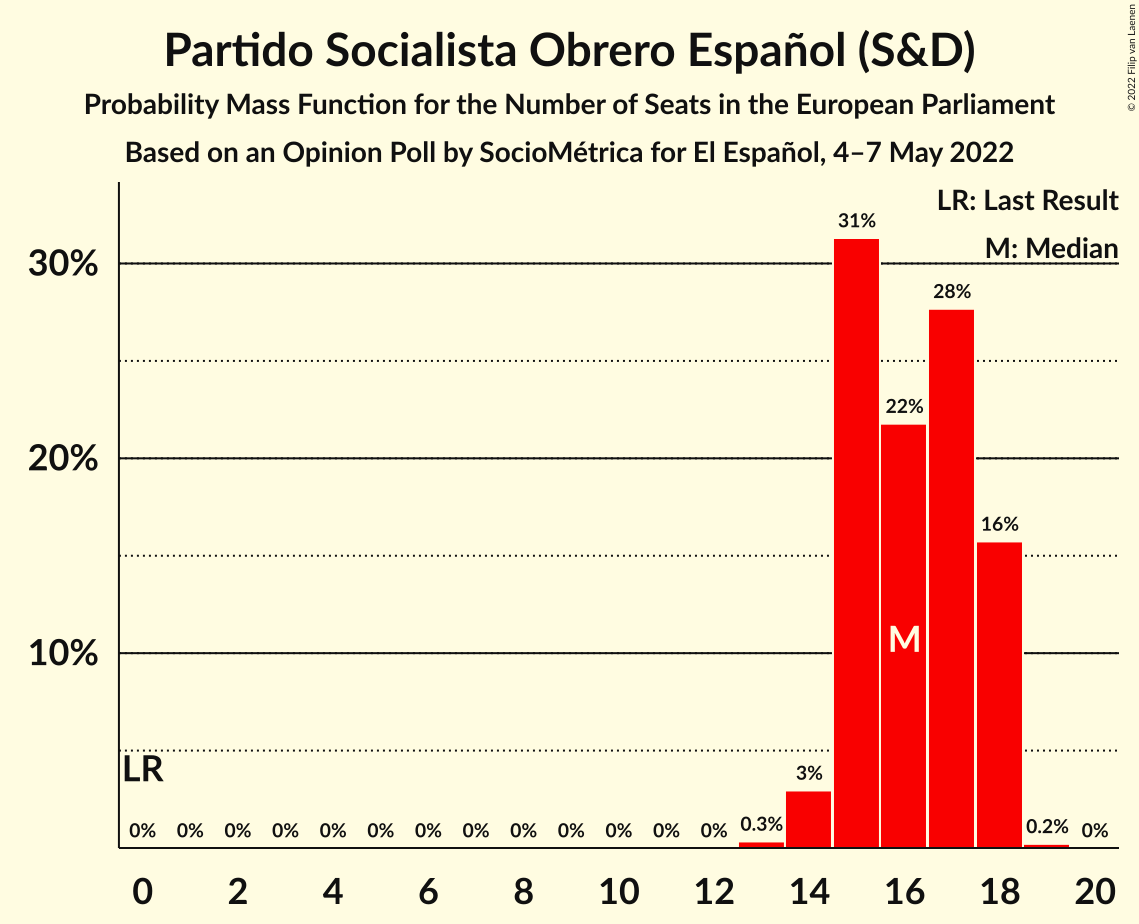 Partido Socialista Obrero Español (S&D)
Probability Mass Function for the Number of Seats in the European Parliament
Based on an Opinion Poll by SocioMétrica for El Español, 4–7 May 2022
© 2022 Filip van Laenen
LR: Last Result
M: Median
31%
30%
28%
22%
20%
16%
M
10%
LR
3%
0% 0% 0% 0% 0% 0% 0% 0% 0% 0% 0% 0% 0% 0.3% 0.2% 0%
0 2 4 6 8 10 12 14 16 18 20